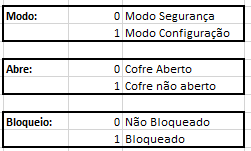 Modo: 0 Modo Segurança
1 Modo Configuração
Abre: 0 Cofre Aberto
1 Cofre não aberto
Bloqueio: 0 Não Bloqueado
1 Bloqueado